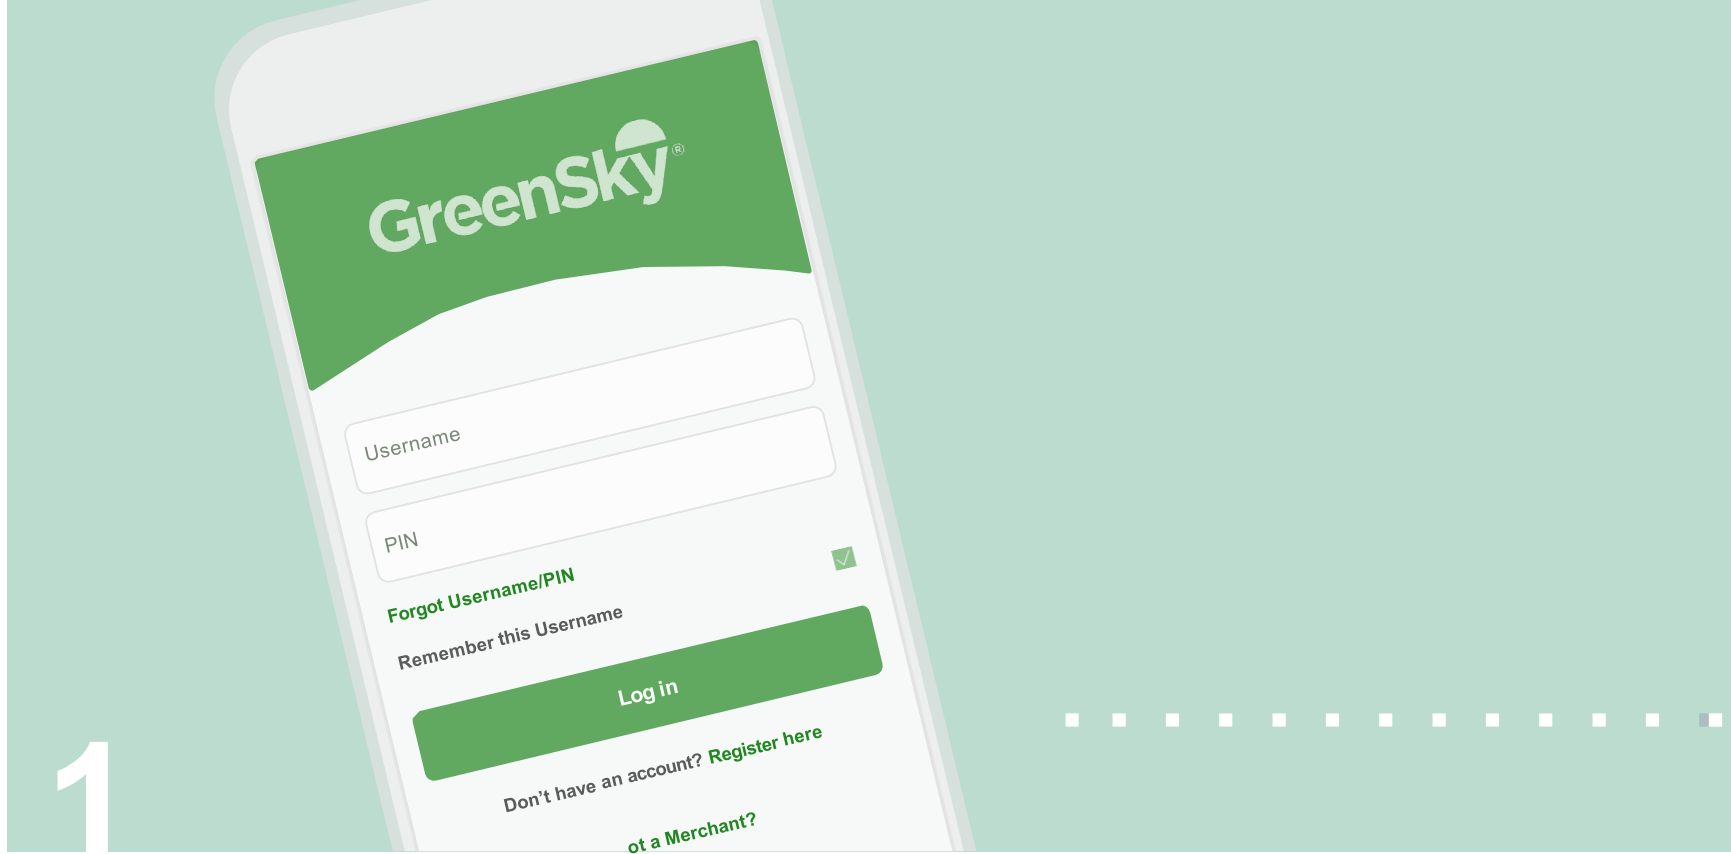 GreenSky®
Username
PIN
Forgot Username/PIN
Remember this Username
Log in
Don’t have an account? Register here
ot a Merchant?
1